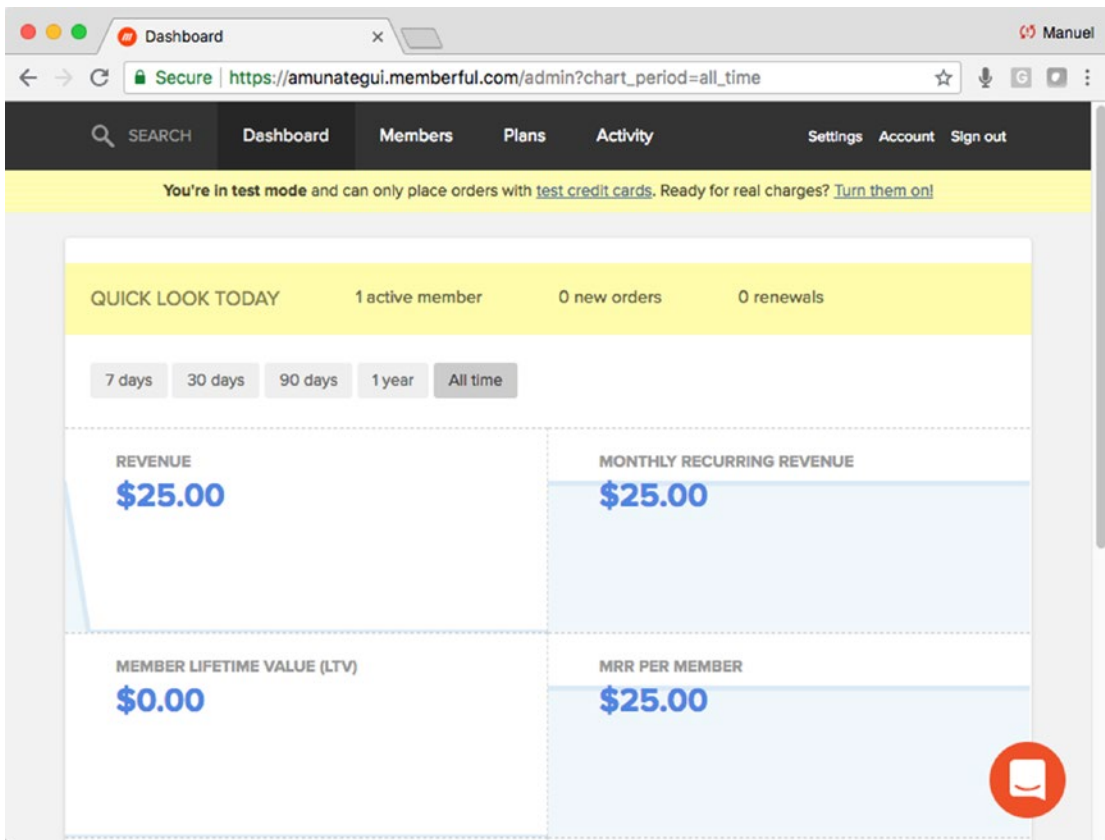 Dashboard
Manuel
Secure https://amunategui.memberful.com/admin?chart_period=all_time
SEARCH Dashboard Members Plans Activity Settings Account Sign out
You're in test mode and can only place orders with test credit cards. Ready for real charges? Turn them on!
QUICK LOOK TODAY 1 active member 0 new orders 0 renewals
7 days 30 days 90 days 1 year All time
REVENUE
$25.00
MONTHLY RECURRING REVENUE
$25.00
MEMBER LIFETIME VALUE (LTV)
$0.00
MRR PER MEMBER
$25.00